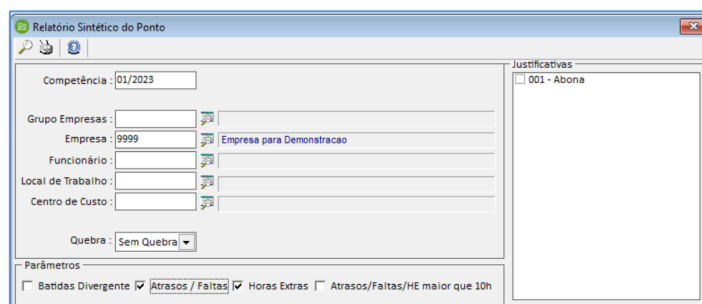 Relatório Sintético do Ponto
Competência : 01/2023
Grupo Empresas :
Empresa : 9999 Empresa para Demonstracao
Funcionário :
Local de Trabalho :
Centro de Custo :
Quebra : Sem Quebra
Parâmetros
Batidas Divergente Atrasos / Faltas Horas Extras Atrasos/Faltas/HE maior que 10h
Justificativas
001 - Abona